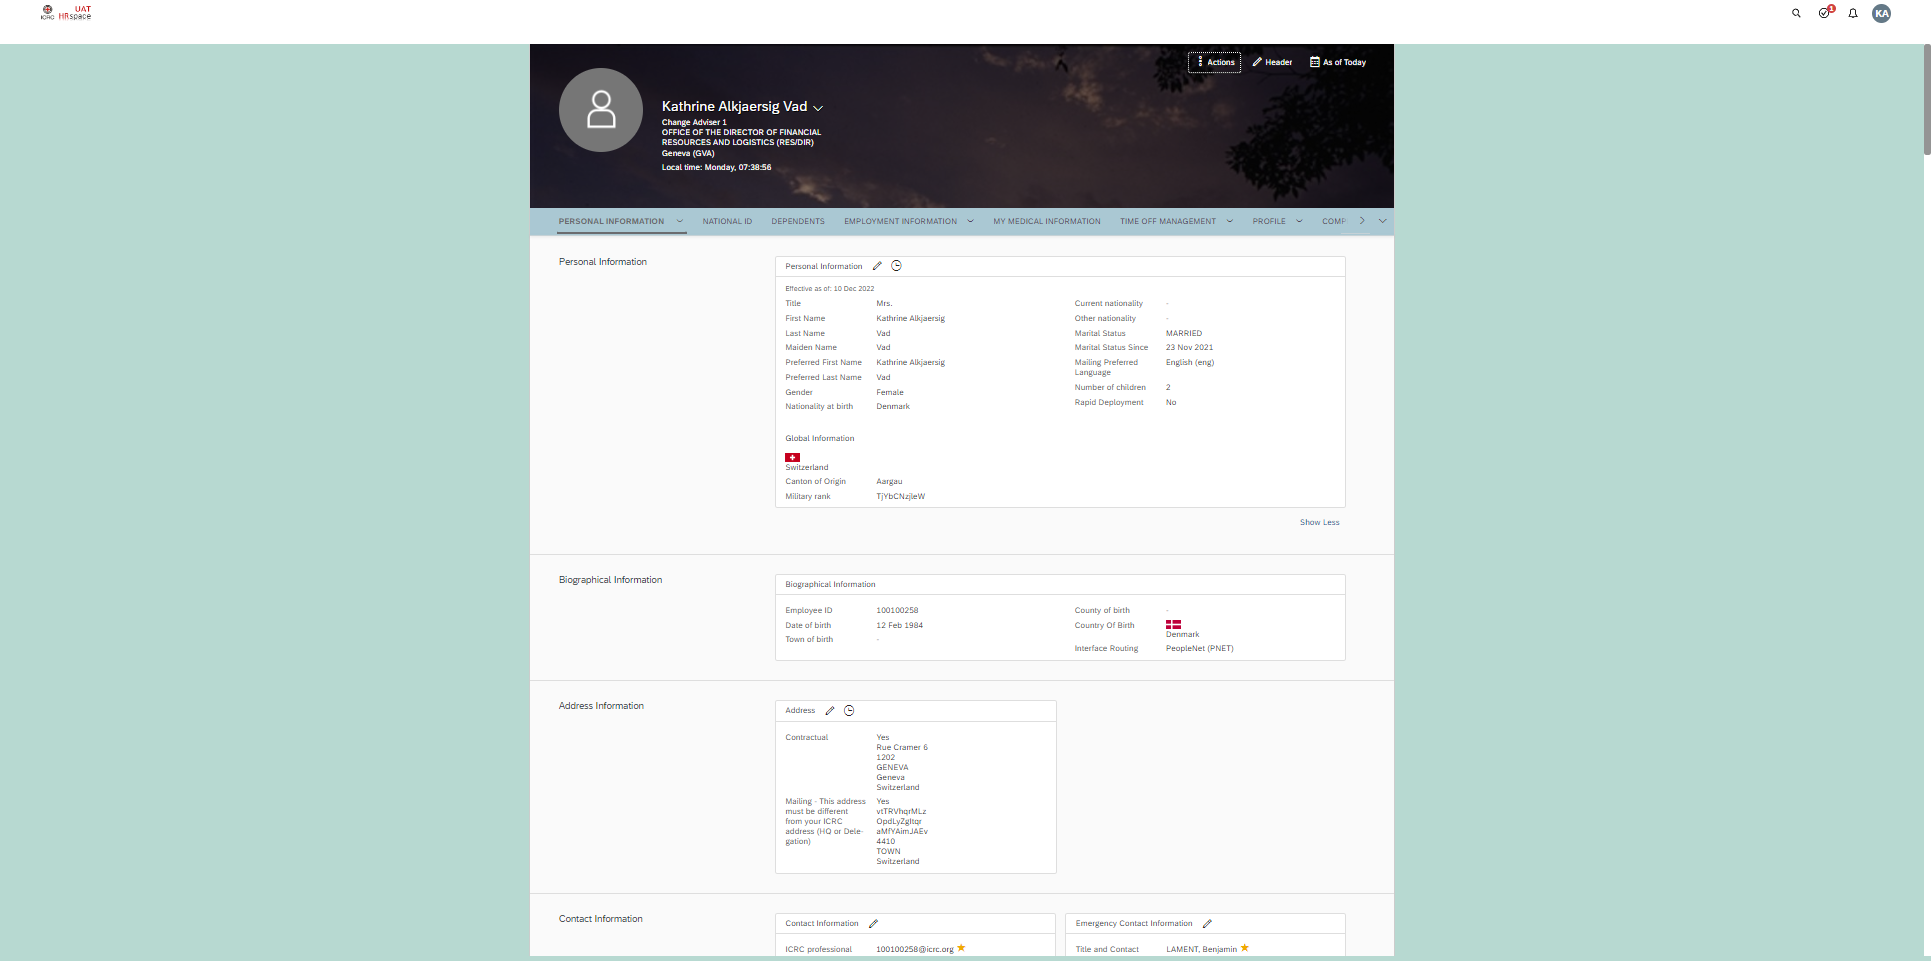 UAT
ICRC HRspace
1
KA
Actions Header As of Today
Kathrine Alkjaersig Vad
Change Adviser 1
OFFICE OF THE DIRECTOR OF FINANCIAL
RESOURCES AND LOGISTICS (RES/DIR)
Geneva (GVA)
Local time: Monday, 07:38:56
PERSONAL INFORMATION NATIONAL ID DEPENDENTS EMPLOYMENT INFORMATION MY MEDICAL INFORMATION TIME OFF MANAGEMENT PROFILE COMP
Personal Information
Personal Information
Effective as of: 10 Dec 2022
Title Mrs.
First Name Kathrine Alkjaersig
Last Name Vad
Maiden Name Vad
Preferred First Name Kathrine Alkjaersig
Preferred Last Name Vad
Gender Female
Nationality at birth Denmark
Current nationality -
Other nationality -
Marital Status MARRIED
Marital Status Since 23 Nov 2021
Mailing Preferred English (eng)
Language
Number of children 2
Rapid Deployment No
Global Information
Switzerland
Canton of Origin Aargau
Military rank TjYbCNzjleW
Show Less
Biographical Information
Biographical Information
Employee ID 100100258
Date of birth 12 Feb 1984
Town of birth -
County of birth -
Country Of Birth
Denmark
Interface Routing PeopleNet (PNET)
Address Information
Address
Contractual Yes
Rue Cramer 6
1202
GENEVA
Geneva
Switzerland
Mailing - This address Yes
must be different vtTRVhqrMLz
from your ICRC OpdLyZgltqr
address (HQ or Dele- aMfYAimJAEv
gation) 4410
TOWN
Switzerland
Contact Information
Contact Information
ICRC professional 100100258@icrc.org
Emergency Contact Information
Title and Contact LAMENT, Benjamin